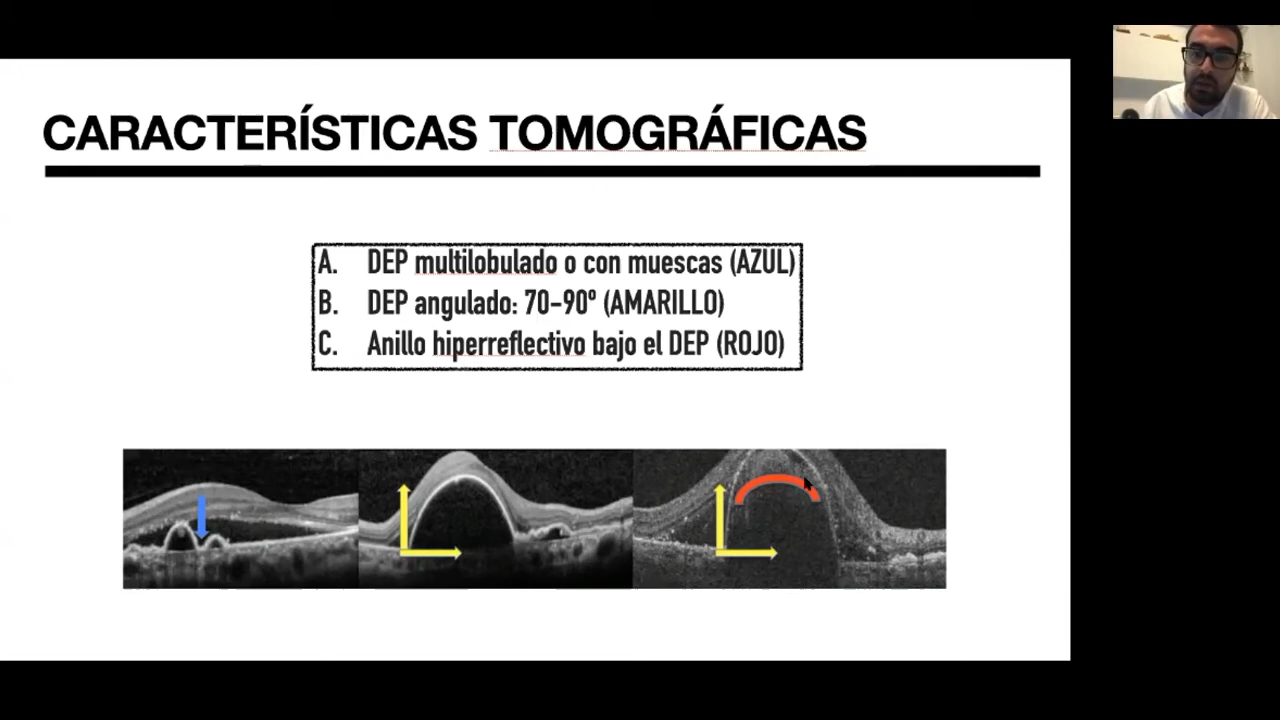 CARACTERÍSTICAS TOMOGRÁFICAS
A. DEP multilobulado o con muescas (AZUL)
B. DEP angulado: 70-90º (AMARILLO)
C. Anillo hiperreflectivo bajo el DEP (ROJO)